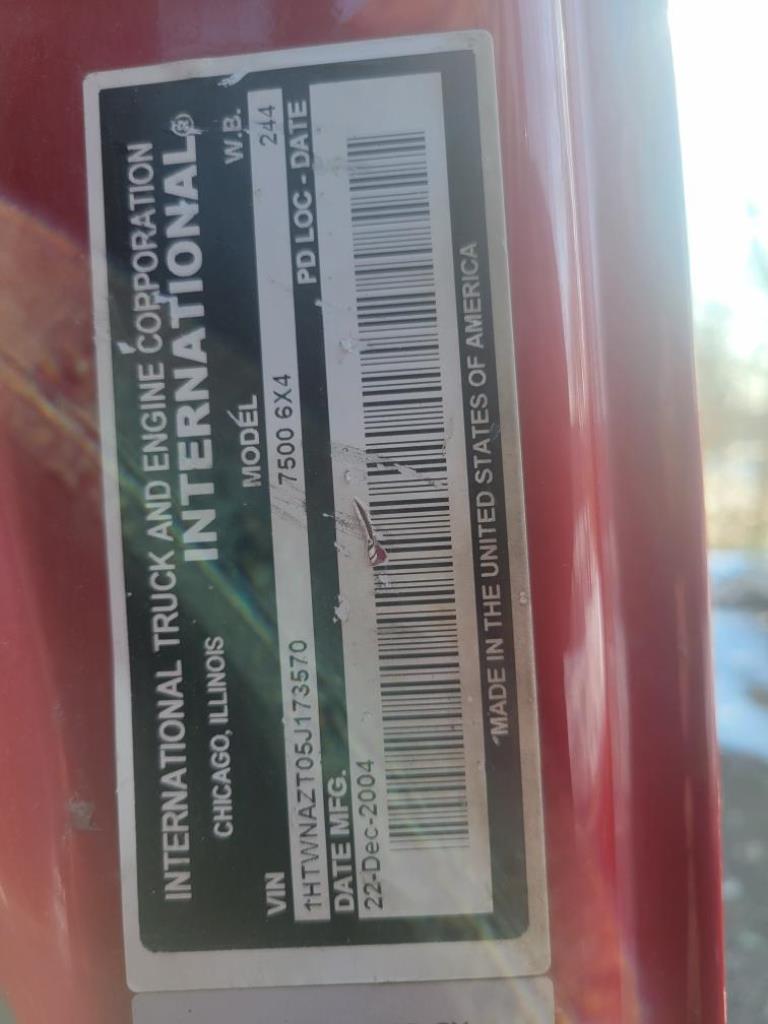 INTERNATIONAL TRUCK AND ENGINE CORPORATION
CHICAGO, ILLINOIS INTERNATIONAL®
VIN MODEL W.B.
1HTWNAZT05J173570 7500 6X4 244
DATE MFG. PD LOC - DATE
22-Dec-2004
MADE IN THE UNITED STATES OF AMERICA